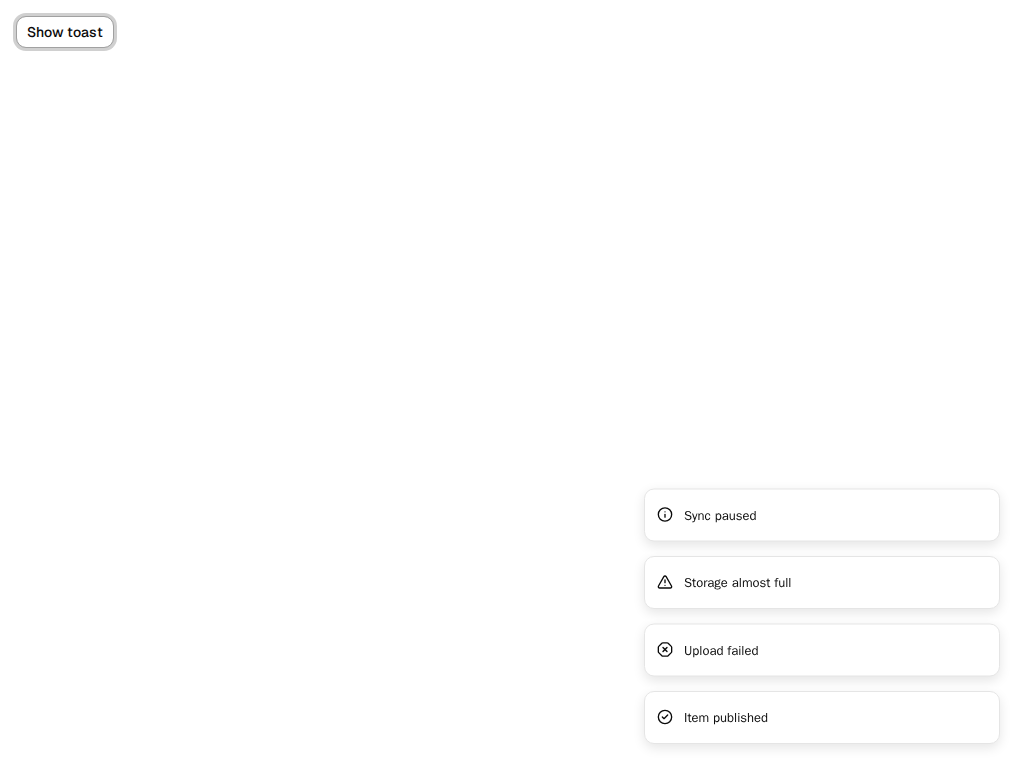 Show toast
Sync paused
Storage almost full
Upload failed
Item published